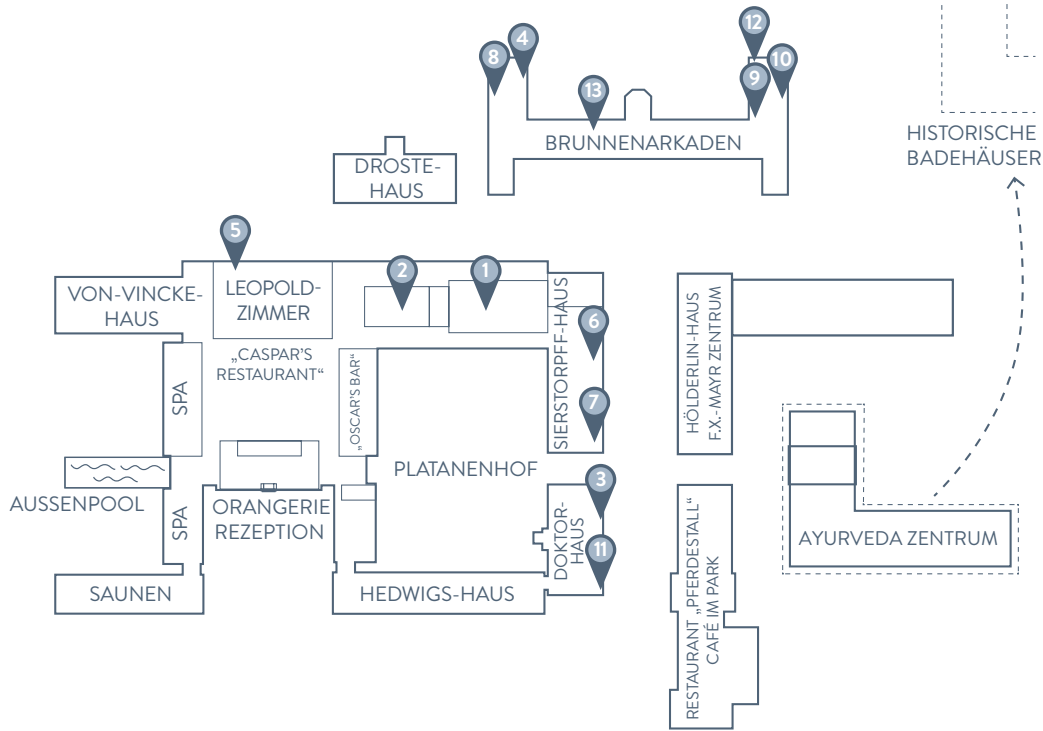 12
4
8
10
9
13
HISTORISCHE
BADEHÄUSER
BRUNNENARKADEN
DROSTE-
HAUS
5
2
1
VON-VINCKE-
HAUS
LEOPOLD-
ZIMMER
SIERSTORPFF-HAUS
6
7
HÖLDERLIN-HAUS
F.X.-MAYR ZENTRUM
„CASPAR'S
RESTAURANT“
„OSCAR'S BAR“
SPA
PLATANENHOF
AUSSENPOOL
SPA
ORANGERIE
REZEPTION
3
DOKTOR-
HAUS
11
RESTAURANT „PFERDESTALL“
CAFÉ IM PARK
AYURVEDA ZENTRUM
SAUNEN
HEDWIGS-HAUS